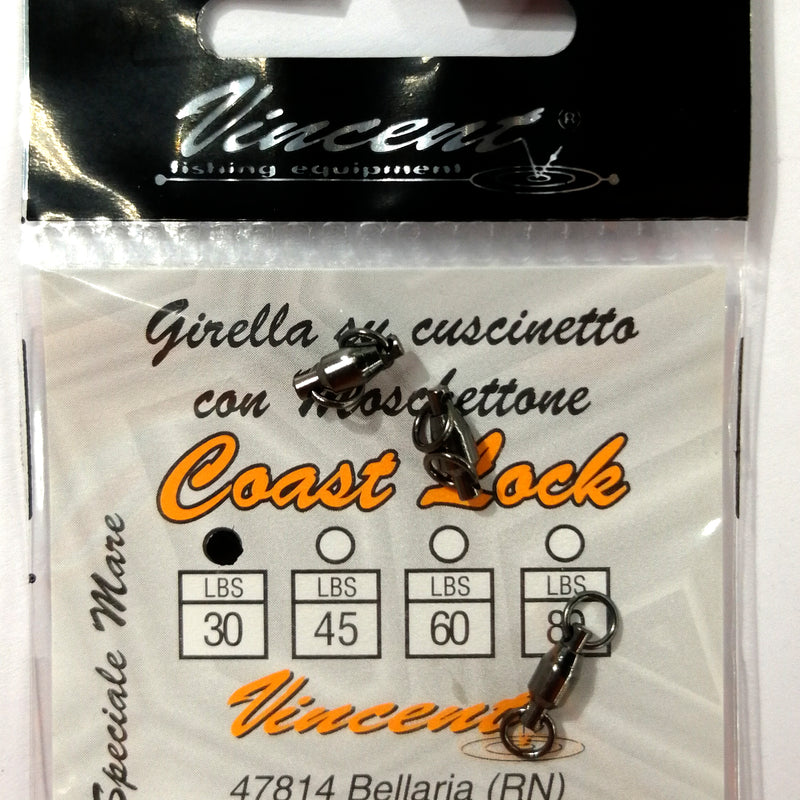 Vincent ®
fishing equipment
Girella su cuscinetto
con Moschettone
Coast Lock
LBS LBS LBS LBS
30 45 60 80
Speciale Mare
Vincent
47814 Bellaria (RN)